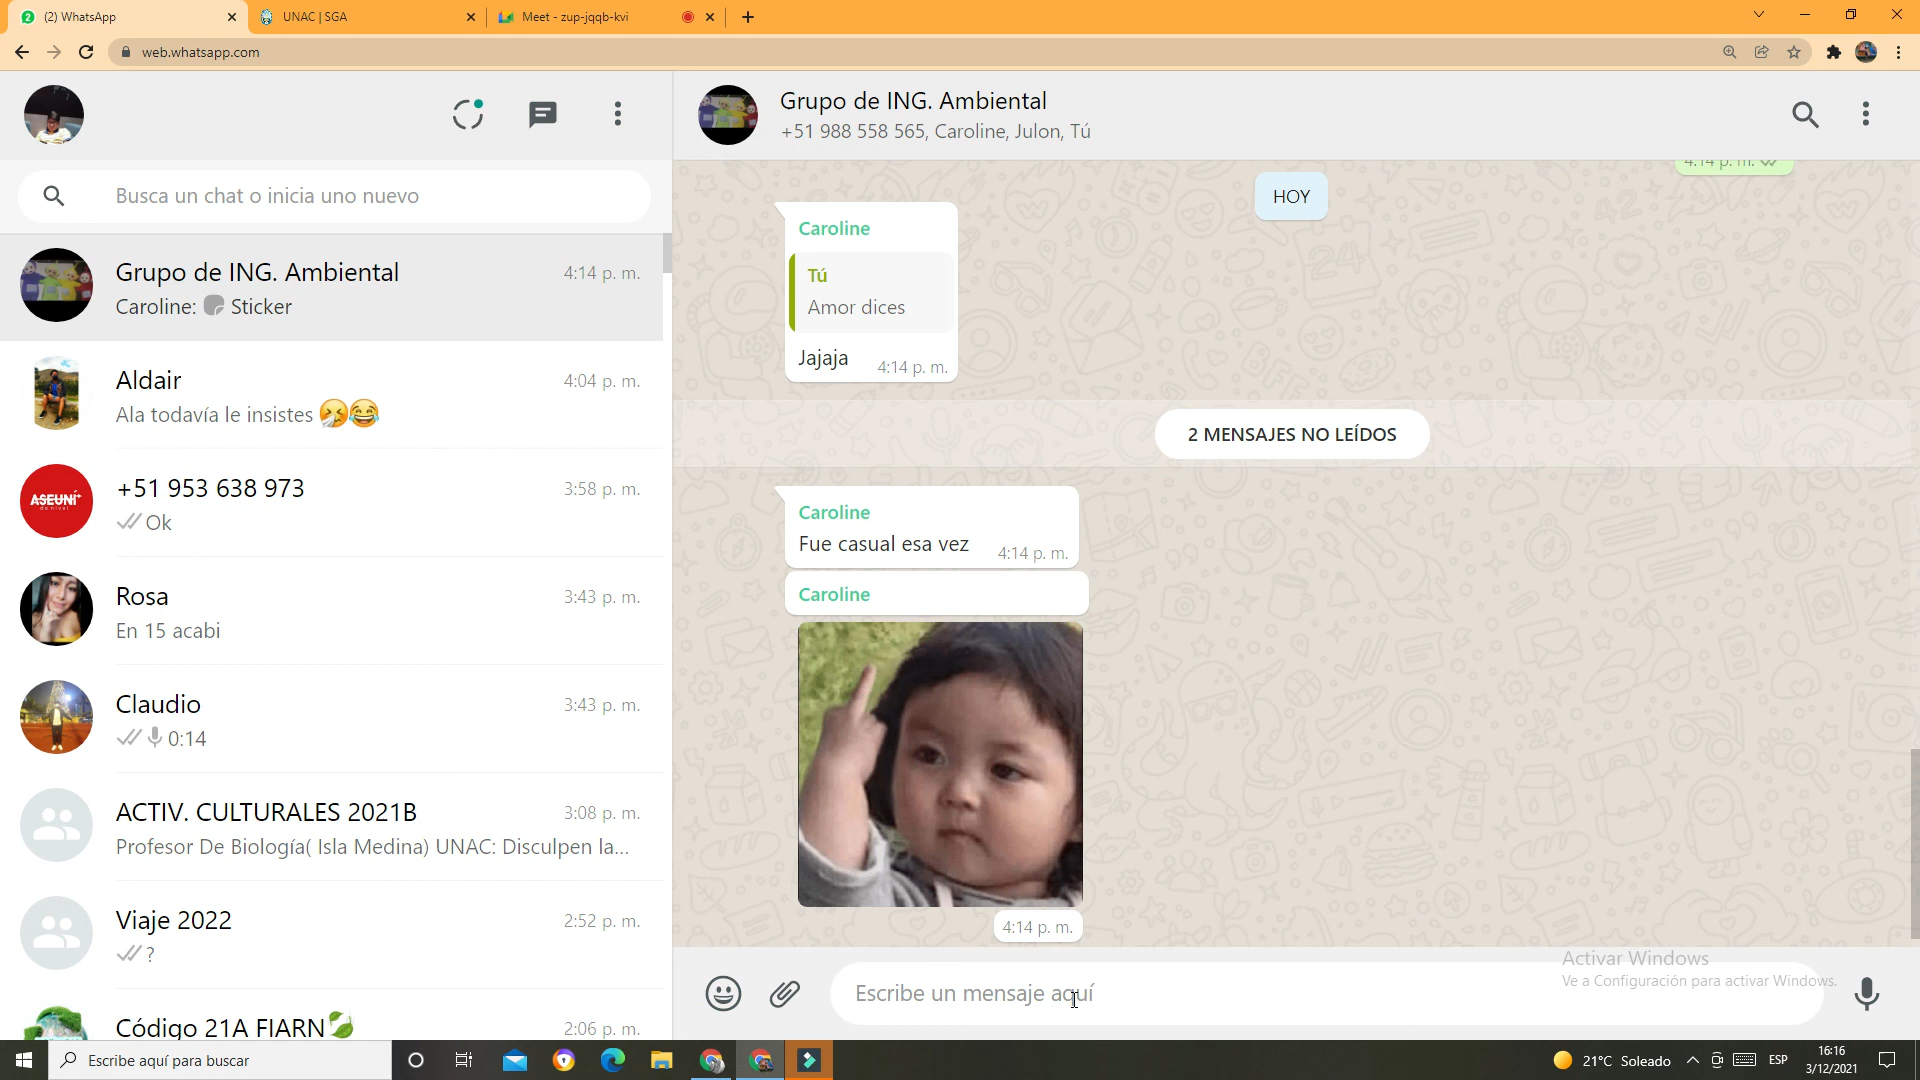 (2) WhatsApp
UNAC | SGA
Meet - zup-jqqb-kvi
web.whatsapp.com
Busca un chat o inicia uno nuevo
Grupo de ING. Ambiental
4:14 p. m.
Caroline: Sticker
Aldair
4:04 p. m.
Ala todavía le insistes 🤧😂
ASEUNI+
de nivel
+51 953 638 973
3:58 p. m.
Ok
Rosa
3:43 p. m.
En 15 acabi
Claudio
3:43 p. m.
0:14
ACTIV. CULTURALES 2021B
3:08 p. m.
Profesor De Biología( Isla Medina) UNAC: Disculpen la...
Viaje 2022
2:52 p. m.
?
Código 21A FIARN🍃
2:06 p. m.
Grupo de ING. Ambiental
+51 988 558 565, Caroline, Julon, Tú
4:14 p. m.
HOY
Caroline
Tú
Amor dices
Jajaja
4:14 p. m.
2 MENSAJES NO LEÍDOS
Caroline
Fue casual esa vez
4:14 p. m.
Caroline
4:14 p. m.
Escribe un mensaje aquí
Activar Windows
Ve a Configuración para activar Windows.
Escribe aquí para buscar
21°C Soleado
ESP
16:16
3/12/2021